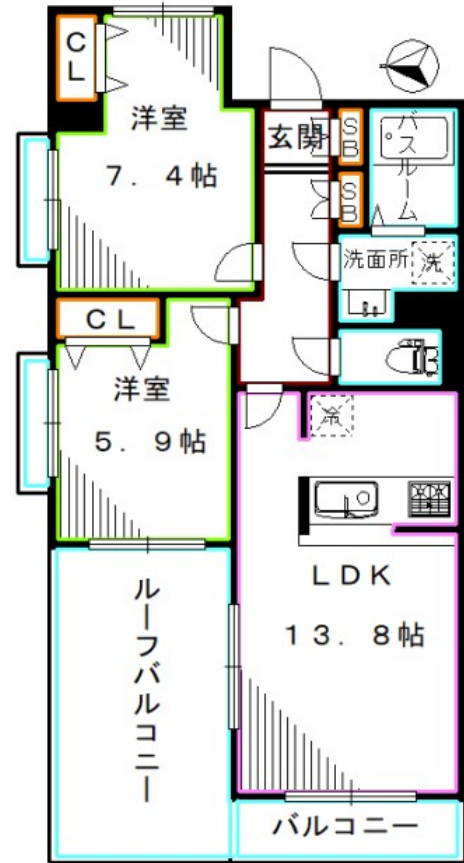 CL
洋室
7．4帖
玄関
SB
SB
バスルーム
洗面所
洗
CL
洋室
5．9帖
冷
LDK
13．8帖
ルーフバルコニー
バルコニー